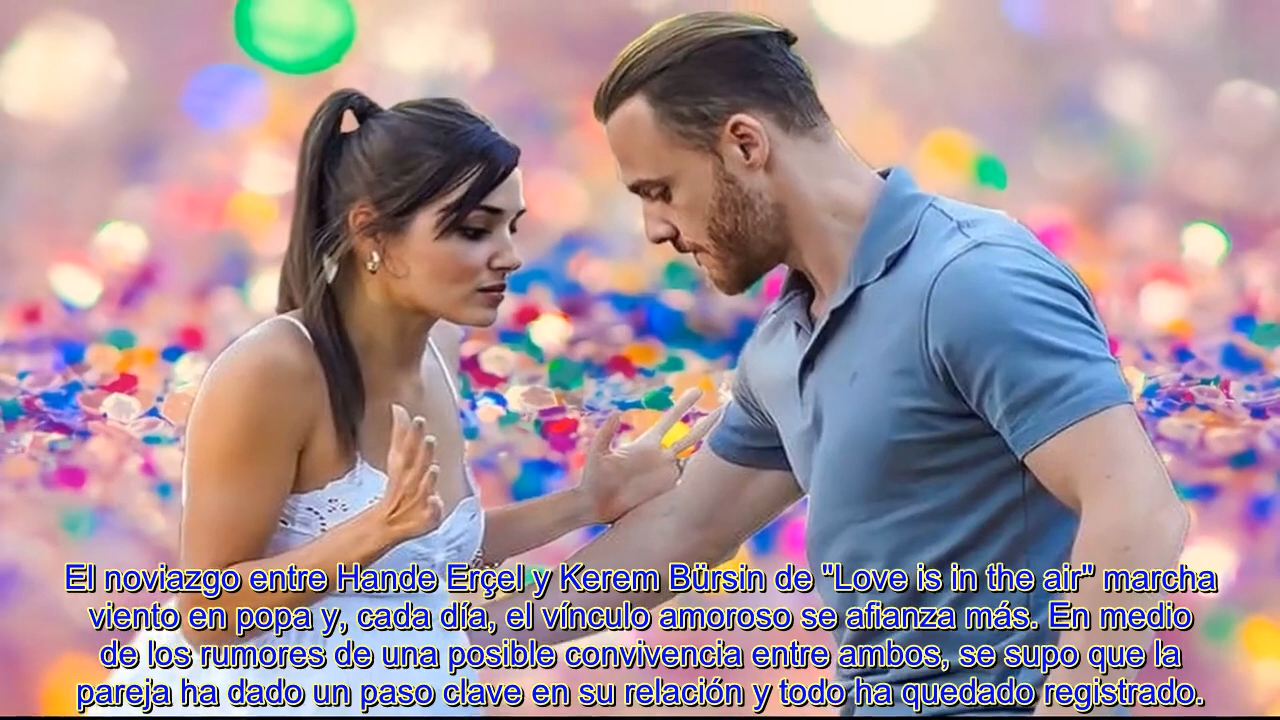 El noviazgo entre Hande Erçel y Kerem Bürsin de "Love is in the air" marcha
viento en popa y, cada día, el vínculo amoroso se afianza más. En medio
de los rumores de una posible convivencia entre ambos, se supo que la
pareja ha dado un paso clave en su relación y todo ha quedado registrado.